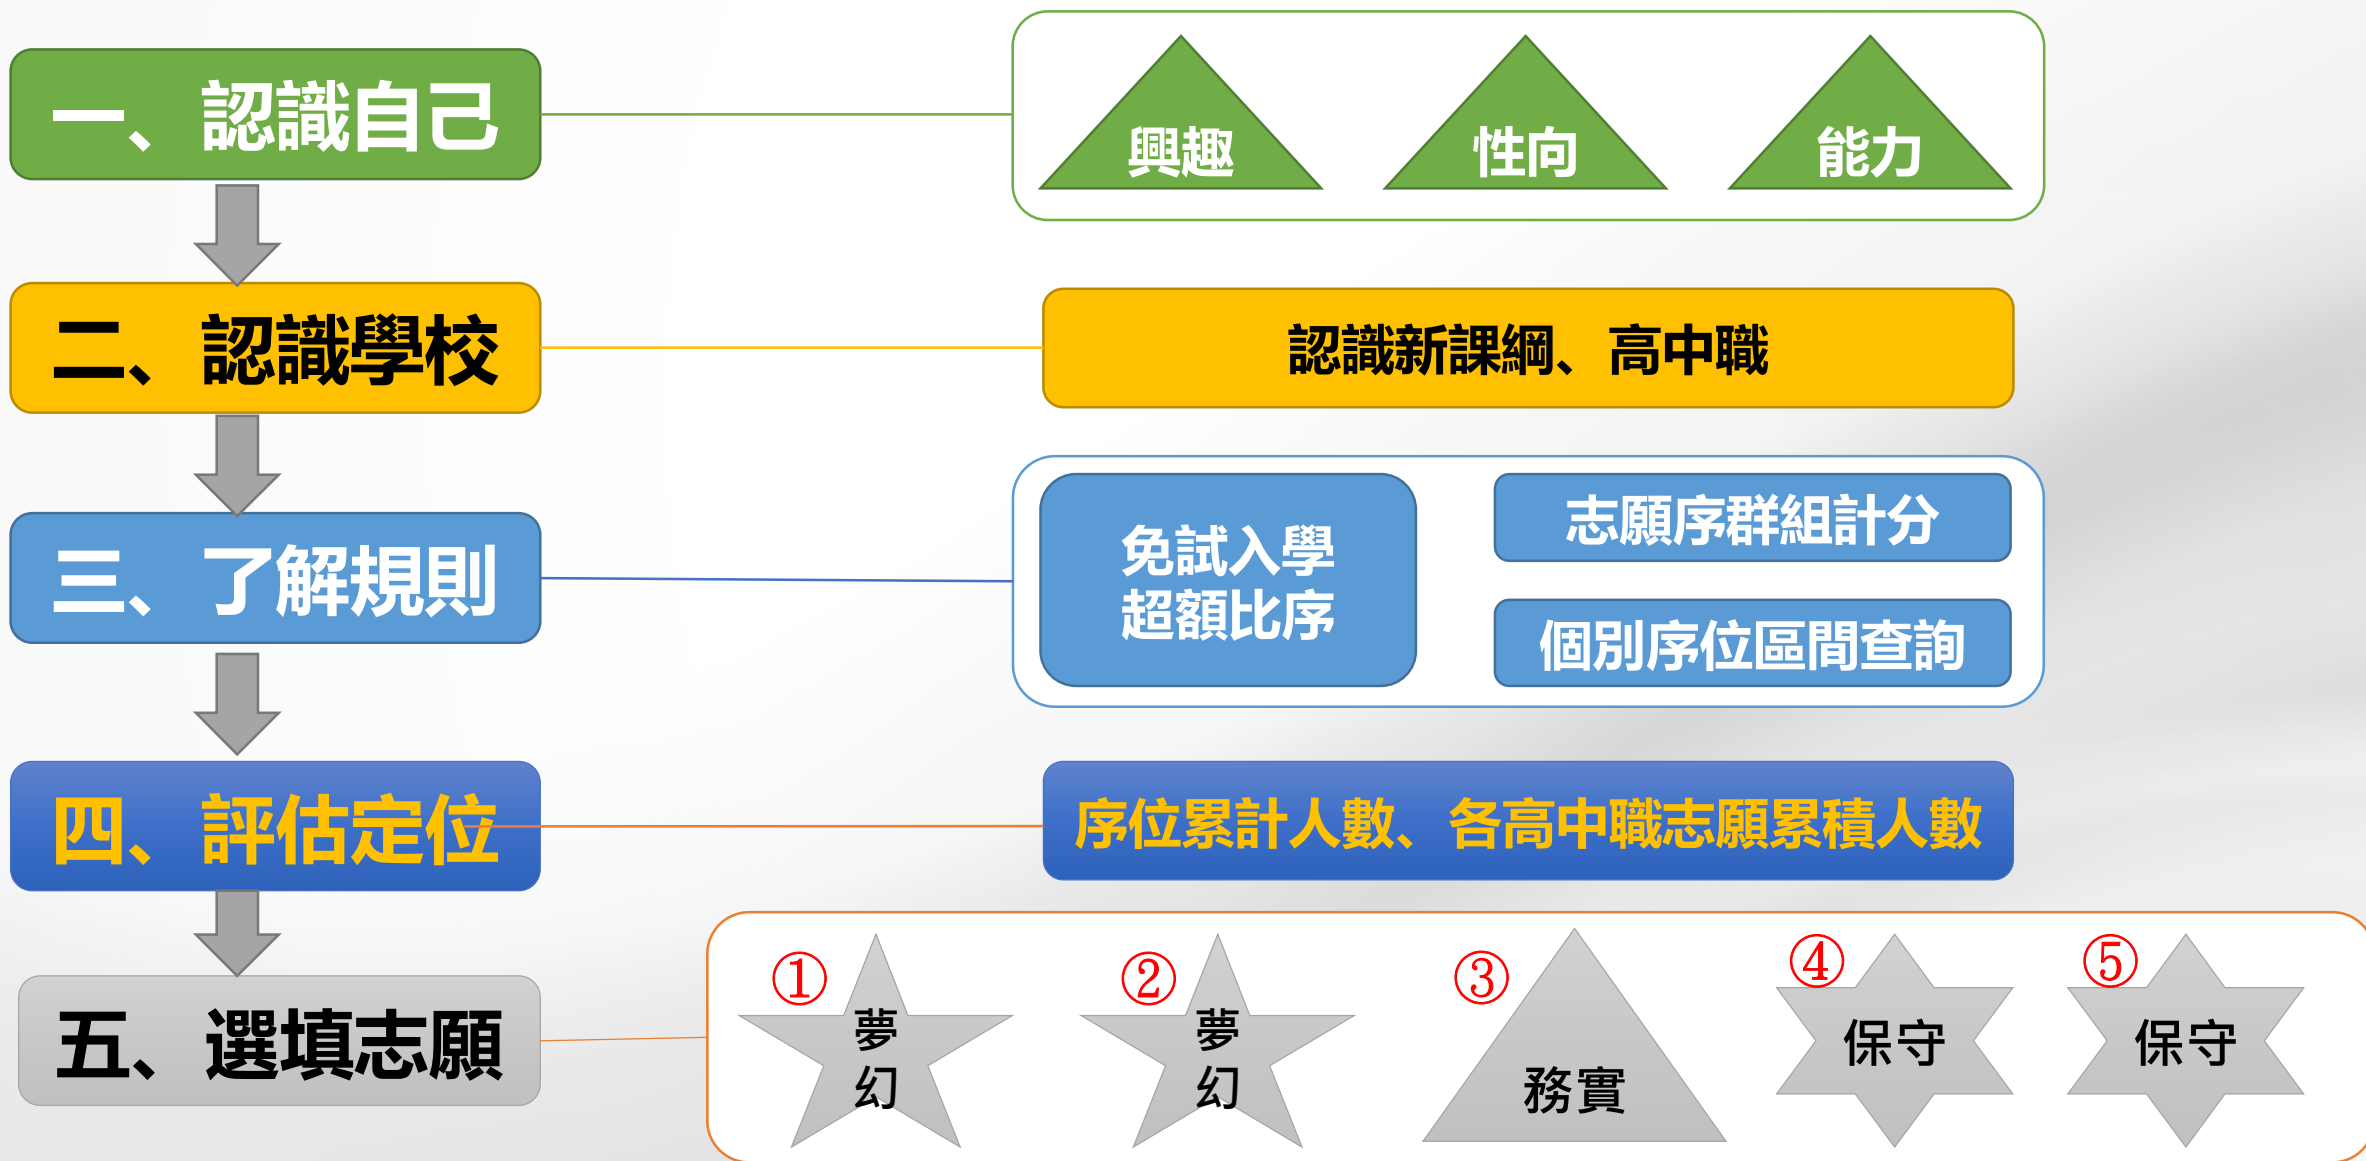 一、認識自己
興趣
性向
能力
二、認識學校
認識新課綱、高中職
三、了解規則
免試入學
超額比序
志願序群組計分
個別序位區間查詢
四、評估定位
序位累計人數、各高中職志願累積人數
五、選填志願
①
夢
幻
②
夢
幻
③
務實
④
保守
⑤
保守